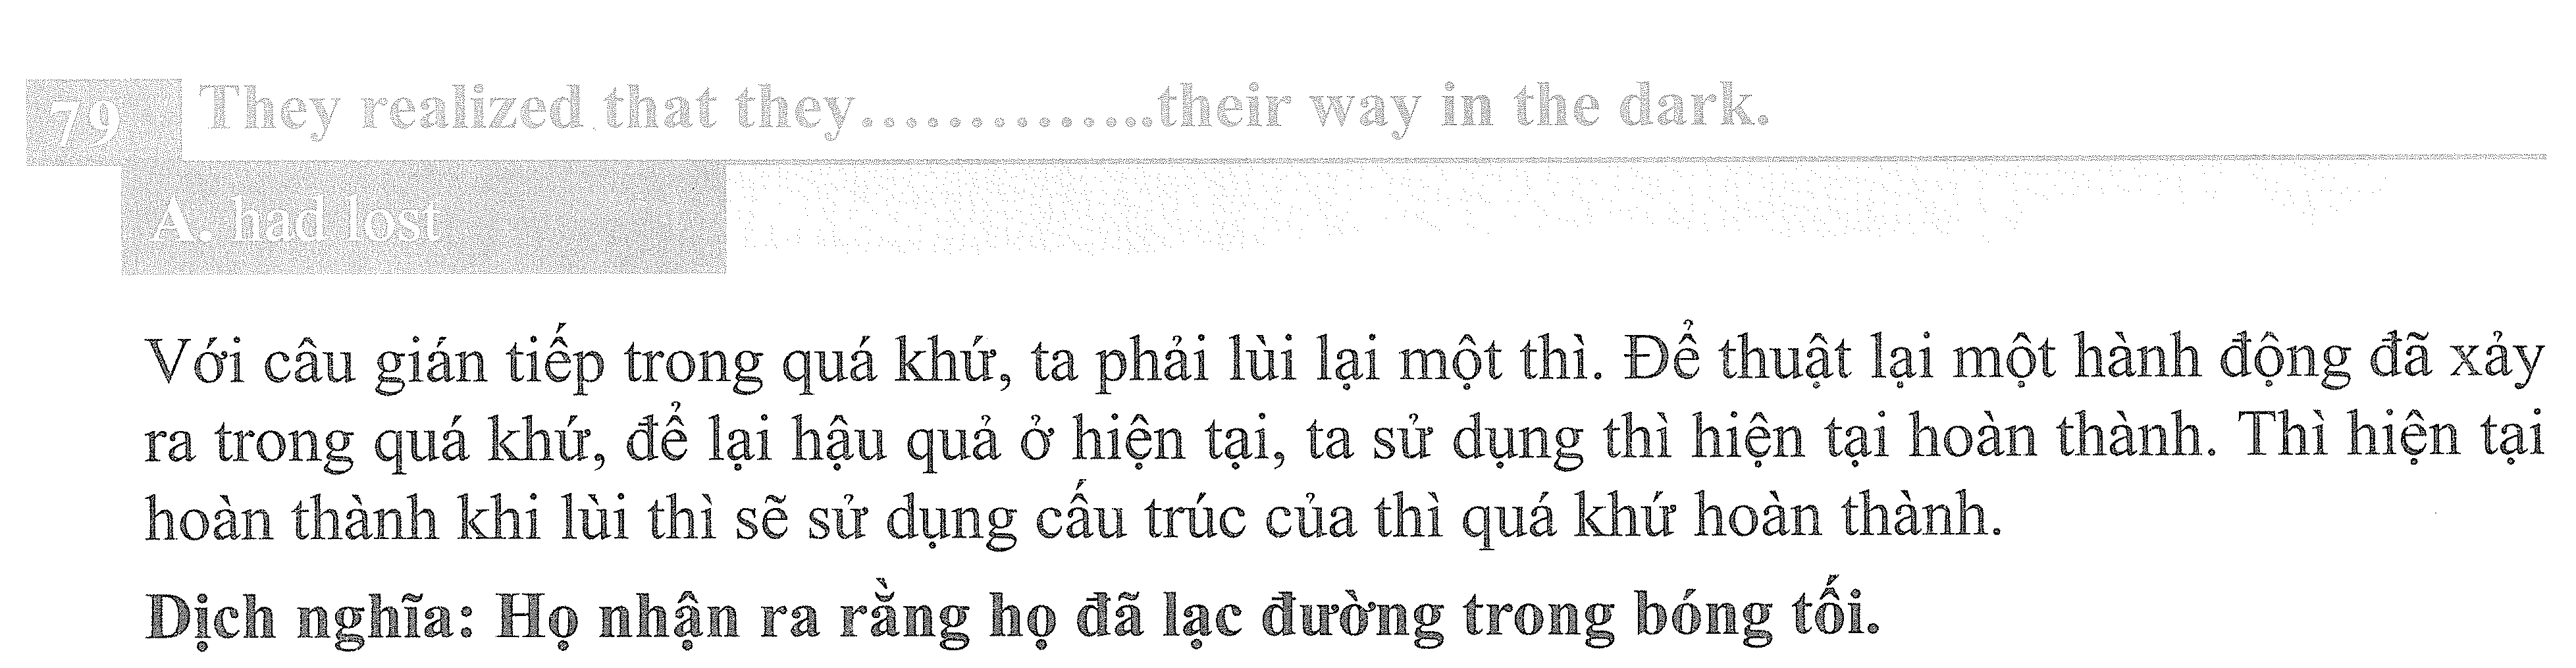 79 They realized that they..............their way in the dark.
A. had lost
Với câu gián tiếp trong quá khứ, ta phải lùi lại một thì. Để thuật lại một hành động đã xảy
ra trong quá khứ, để lại hậu quả ở hiện tại, ta sử dụng thì hiện tại hoàn thành. Thì hiện tại
hoàn thành khi lùi thì sẽ sử dụng cấu trúc của thì quá khứ hoàn thành.
Dịch nghĩa: Họ nhận ra rằng họ đã lạc đường trong bóng tối.